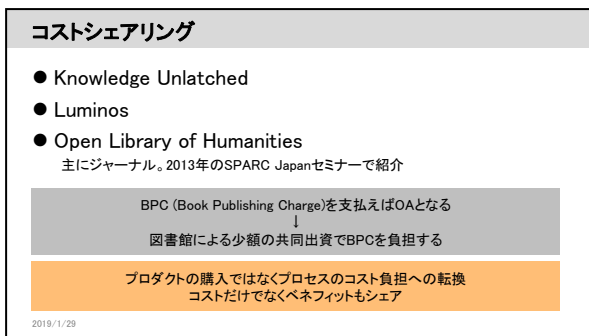 コストシェアリング
● Knowledge Unlatched
● Luminos
● Open Library of Humanities
主にジャーナル。2013年のSPARC Japanセミナーで紹介
BPC (Book Publishing Charge)を支払えばOAとなる
↓
図書館による少額の共同出資でBPCを負担する
プロダクトの購入ではなくプロセスのコスト負担への転換
コストだけでなくベネフィットもシェア
2019/1/29